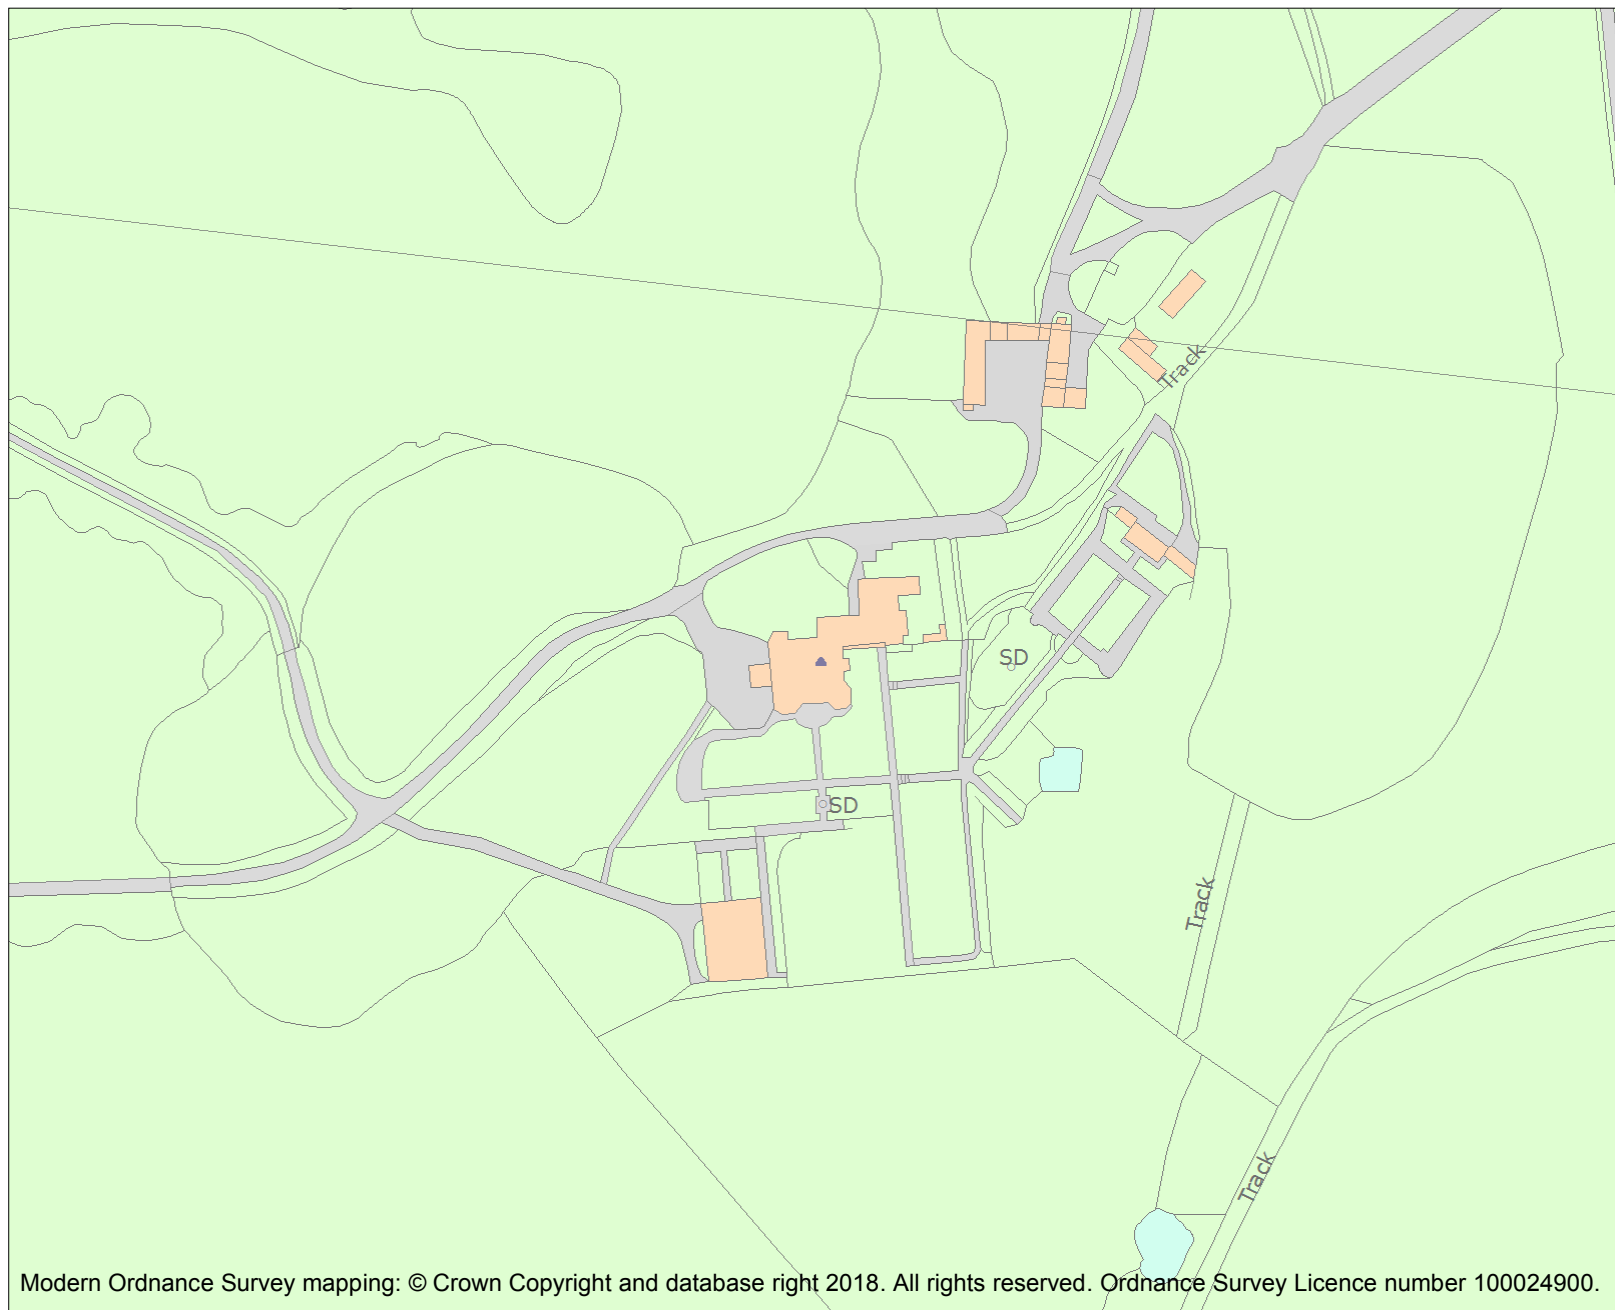 Track
SD
SD
Track
Track
Modern Ordnance Survey mapping: © Crown Copyright and database right 2018. All rights reserved. Ordnance Survey Licence number 100024900.